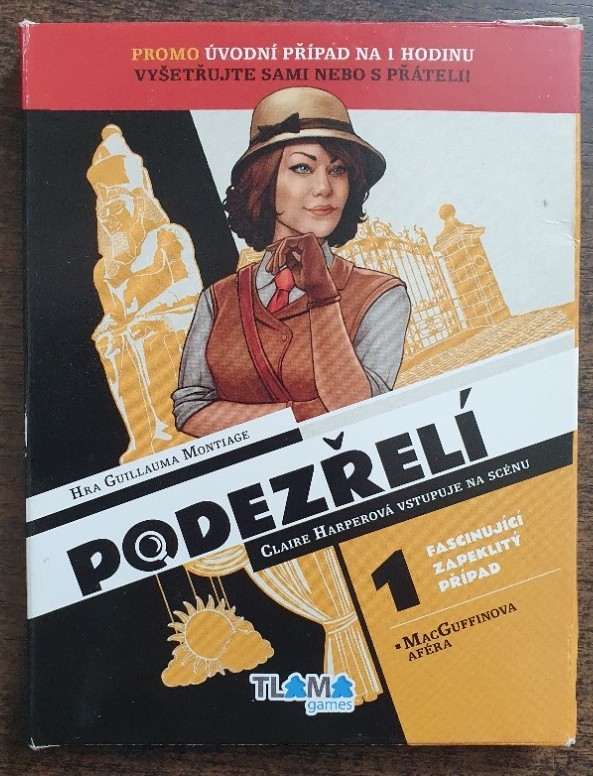 PROMO ÚVODNÍ PŘÍPAD NA 1 HODINU
VYŠETŘUJTE SAMI NEBO S PŘÁTELI!
HRA GUILLAUMA MONTIAGE
PODEZŘELÍ
CLAIRE HARPEROVÁ VSTUPUJE NA SCÉNU
1 FASCINUJÍCÍ
ZAPEKLITÝ
PŘÍPAD
▪MACGUFFINOVA
AFÉRA
TLAMA
games